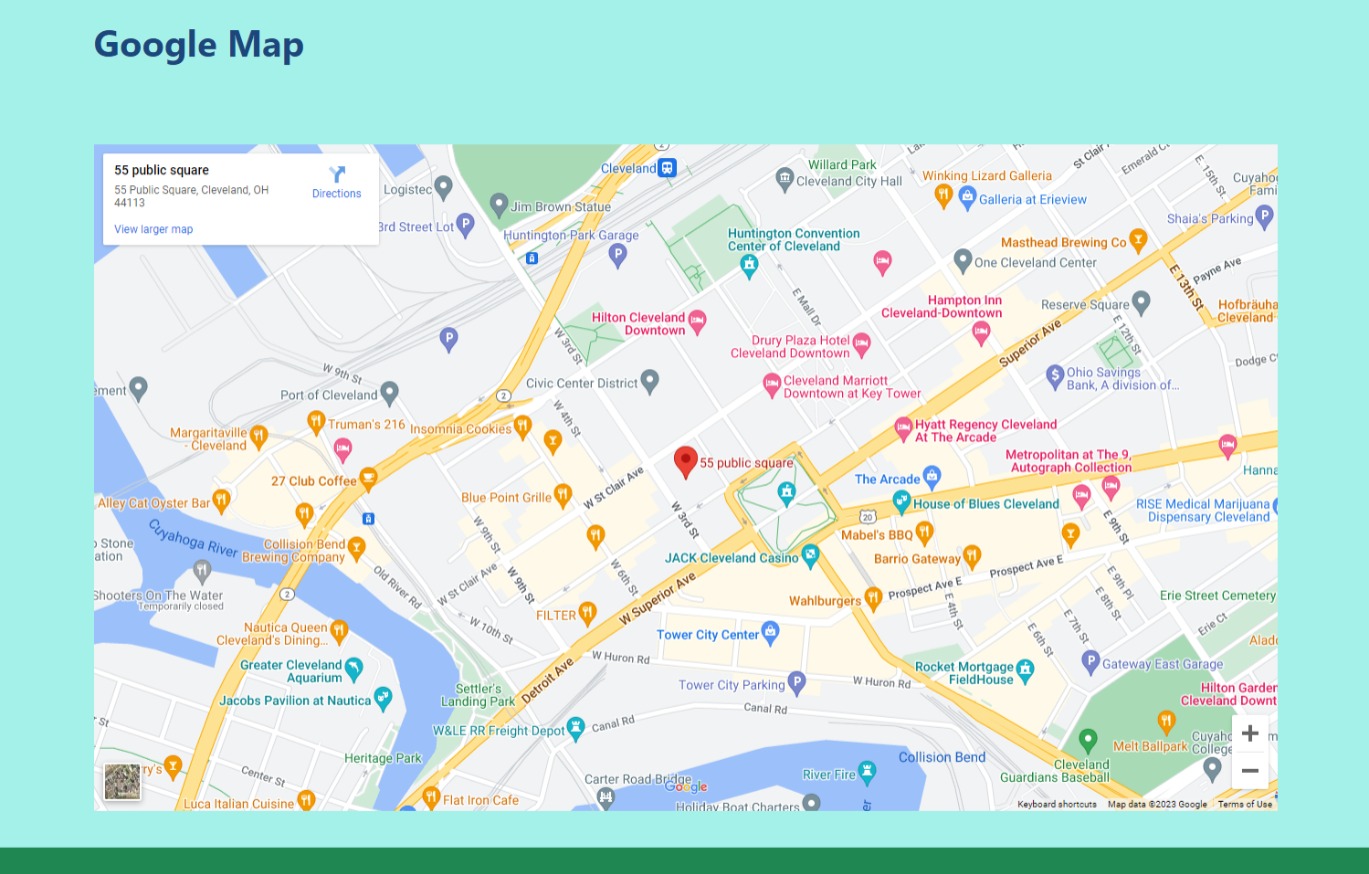 Google Map
55 public square
55 Public Square, Cleveland, OH
44113
Directions
View larger map
Cleveland
2
Willard Park
Cleveland City Hall
St Clair
Emerald Ct
E 15th St
Winking Lizard Galleria
Galleria at Erieview
Logistec
Jim Brown Statue
3rd Street Lot
Huntington Park Garage
Huntington Convention
Center of Cleveland
Shaia's Parking
Masthead Brewing Co
One Cleveland Center
Payne Ave
E 13th St
Hilton Cleveland
Downtown
E Mall Dr
Hampton Inn
Cleveland-Downtown
Reserve Square
Hofbräuha
Cleveland
Drury Plaza Hotel
Cleveland Downtown
Superior Ave
E 12th St
Dodge C
W 3rd St
W 9th St
Port of Cleveland
Civic Center District
Cleveland Marriott
Downtown at Key Tower
Ohio Savings
Bank, A division of...
ement
2
Truman's 216
Insomnia Cookies
W 4th St
Margaritaville
- Cleveland
Hyatt Regency Cleveland
At The Arcade
Metropolitan at The 9,
Autograph Collection
55 public square
Hanna
27 Club Coffee
W St Clair Ave
The Arcade
Alley Cat Oyster Bar
Blue Point Grille
House of Blues Cleveland
RISE Medical Marijuana
Dispensary Cleveland
Cuyahoga River
W 3rd St
20
E 9th St
o Stone
ation
Collision Bend
Brewing Company
W 9th St
Mabel's BBQ
JACK Cleveland Casino
Barrio Gateway
Prospect Ave E
Shooters On The Water
Temporarily closed
Old River Rd
W St Clair Ave
W 9th St
W 6th St
W Superior Ave
Wahlburgers
Prospect Ave E
E 9th Pl
E 8th St
Erie Street Cemetery
2
FILTER
E 4th St
Nautica Queen
Cleveland's Dining...
W 10th St
Tower City Center
E 6th St
E 7th St
Erie Ct
Alado
Greater Cleveland
Aquarium
W Huron Rd
Rocket Mortgage
FieldHouse
Gateway East Garage
Detroit Ave
Tower City Parking
W Huron Rd
Jacobs Pavilion at Nautica
Settler's
Landing Park
Hilton Garden
Cleveland Downt
Canal Rd
Canal Rd
W&LE RR Freight Depot
Melt Ballpark
Cuyaho
College
Heritage Park
Collision Bend
Cleveland
Guardians Baseball
ry's
Center St
Carter Road Bridge
River Fire
Google
Luca Italian Cuisine
Flat Iron Cafe
Holiday Boat Charters
Keyboard shortcuts
Map data ©2023 Google
Terms of Use